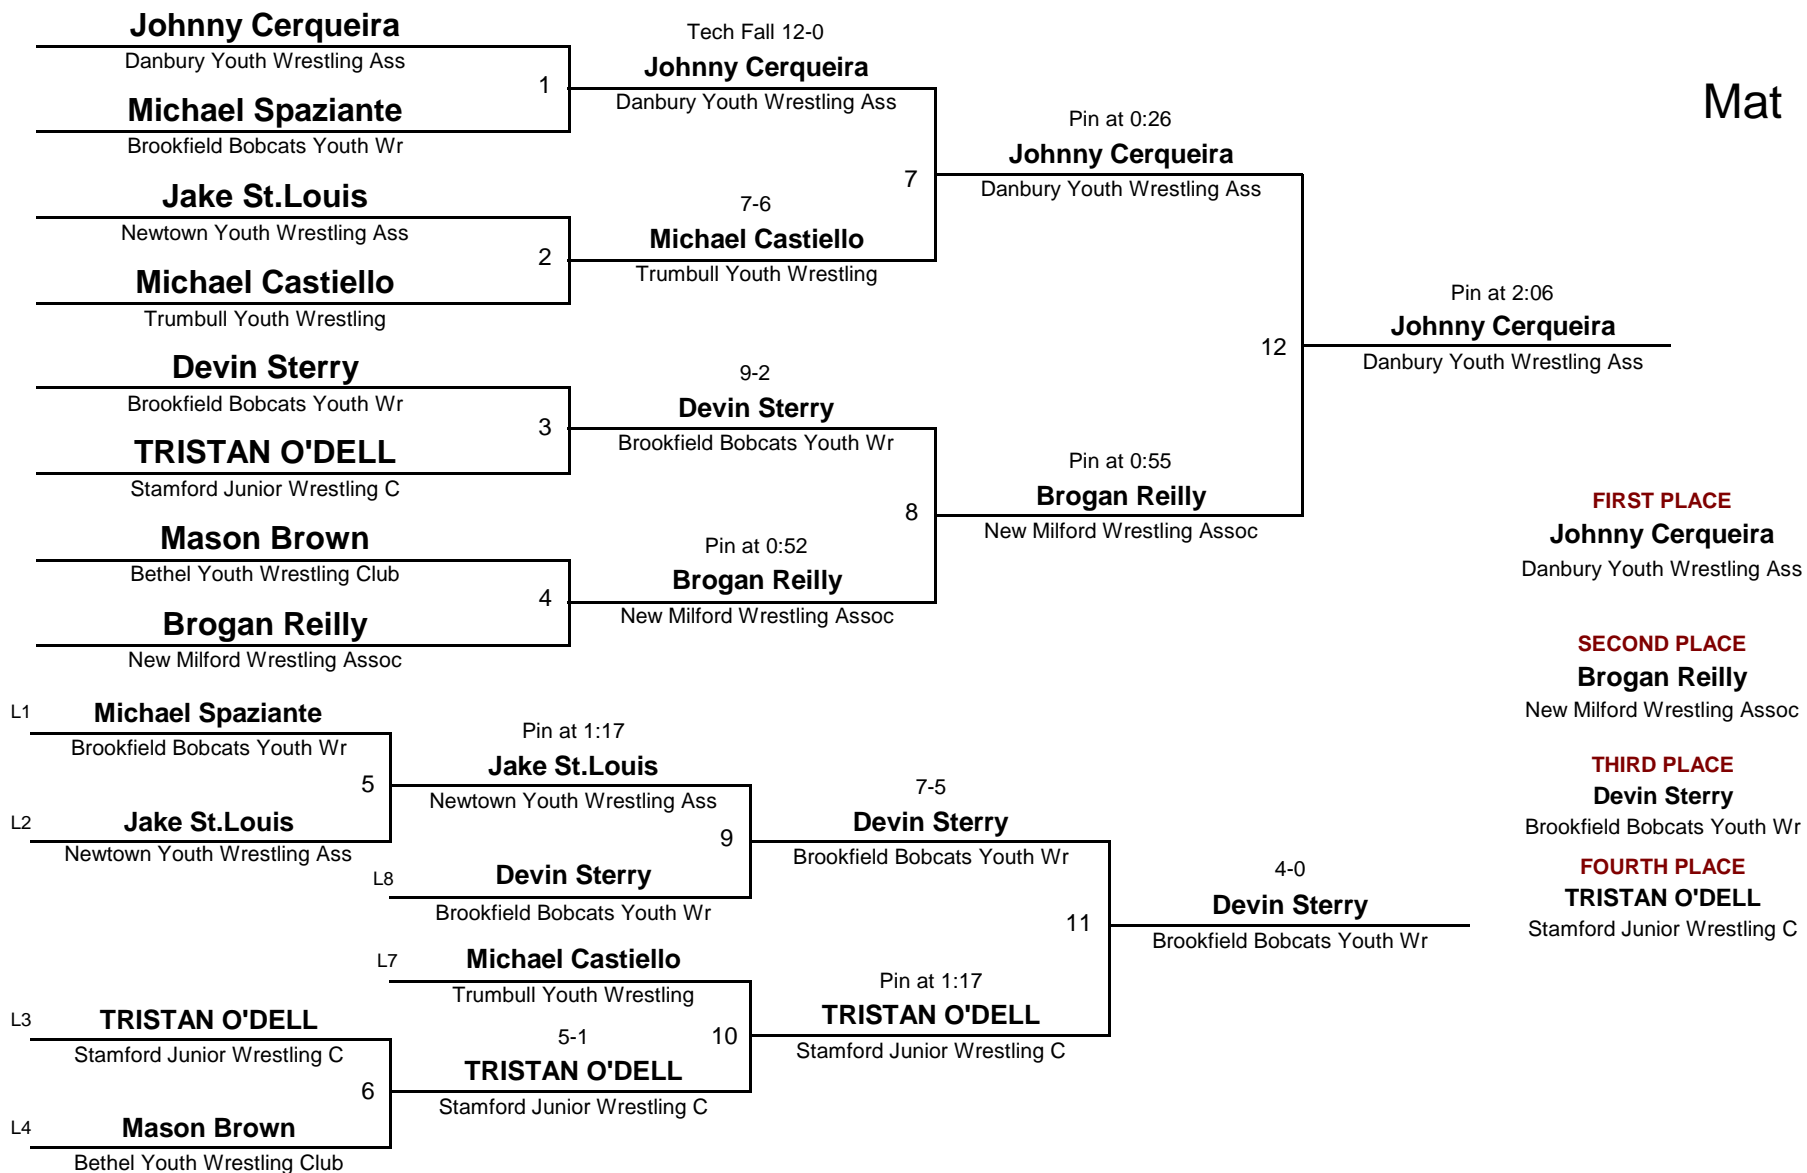 Johnny Cerqueira
Danbury Youth Wrestling Ass
1
Michael Spaziante
Brookfield Bobcats Youth Wr
Jake St.Louis
Newtown Youth Wrestling Ass
2
Michael Castiello
Trumbull Youth Wrestling
Devin Sterry
Brookfield Bobcats Youth Wr
3
TRISTAN O'DELL
Stamford Junior Wrestling C
Mason Brown
Bethel Youth Wrestling Club
4
Brogan Reilly
New Milford Wrestling Assoc
Tech Fall 12-0
Johnny Cerqueira
Danbury Youth Wrestling Ass
7
7-6
Michael Castiello
Trumbull Youth Wrestling
9-2
Devin Sterry
Brookfield Bobcats Youth Wr
8
Pin at 0:52
Brogan Reilly
New Milford Wrestling Assoc
Pin at 0:26
Johnny Cerqueira
Danbury Youth Wrestling Ass
12
Pin at 0:55
Brogan Reilly
New Milford Wrestling Assoc
Pin at 2:06
Johnny Cerqueira
Danbury Youth Wrestling Ass
Mat
FIRST PLACE
Johnny Cerqueira
Danbury Youth Wrestling Ass
SECOND PLACE
Brogan Reilly
New Milford Wrestling Assoc
THIRD PLACE
Devin Sterry
Brookfield Bobcats Youth Wr
FOURTH PLACE
TRISTAN O'DELL
Stamford Junior Wrestling C
L1 Michael Spaziante
Brookfield Bobcats Youth Wr
5
L2 Jake St.Louis
Newtown Youth Wrestling Ass
Pin at 1:17
Jake St.Louis
Newtown Youth Wrestling Ass
9
L8 Devin Sterry
Brookfield Bobcats Youth Wr
L7 Michael Castiello
Trumbull Youth Wrestling
10
L3 TRISTAN O'DELL
Stamford Junior Wrestling C
6
L4 Mason Brown
Bethel Youth Wrestling Club
5-1
TRISTAN O'DELL
Stamford Junior Wrestling C
7-5
Devin Sterry
Brookfield Bobcats Youth Wr
11
Pin at 1:17
TRISTAN O'DELL
Stamford Junior Wrestling C
4-0
Devin Sterry
Brookfield Bobcats Youth Wr